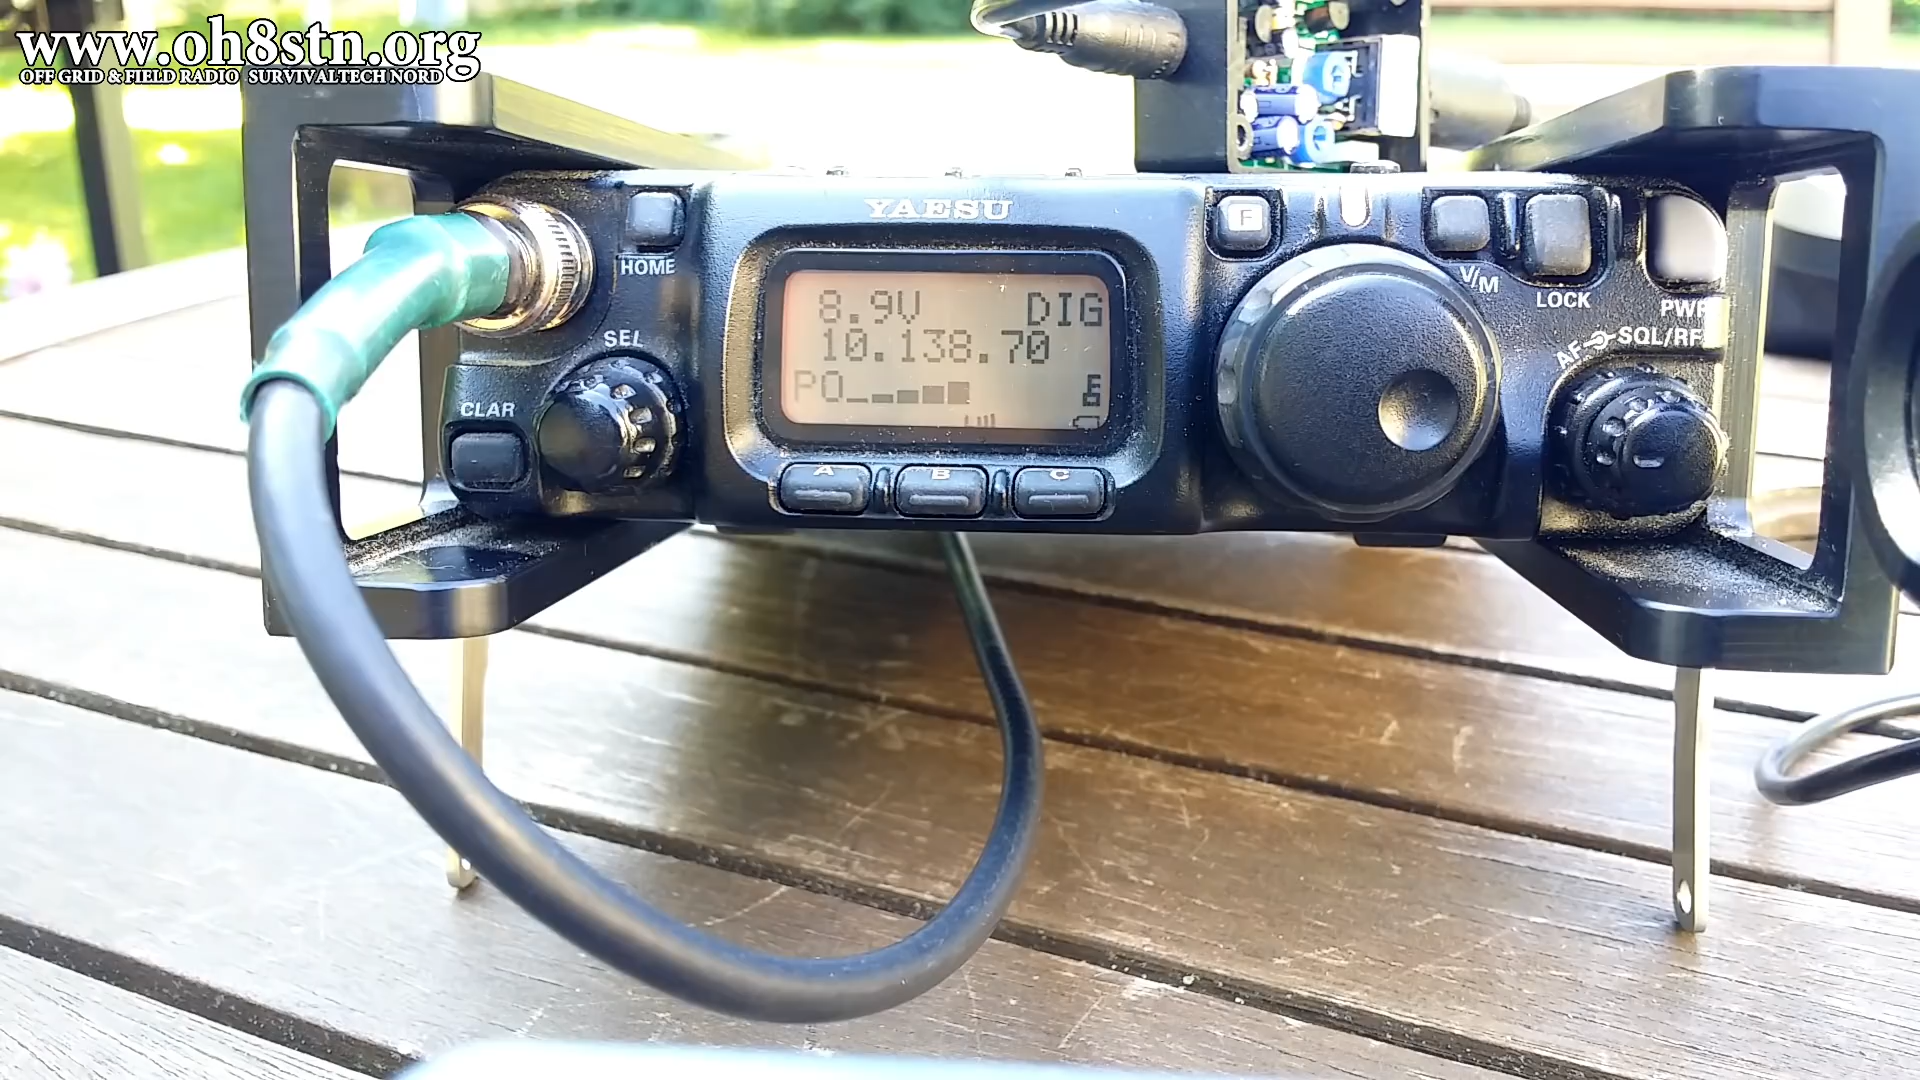 www.oh8stn.org
OFF GRID & FIELD RADIO SURVIVALTECH NORD
YAESU
HOME
F
V/M
LOCK
PWR
SEL
AF SQL/RF
CLAR
8.9V DIG
10.138.70
PO
A B C